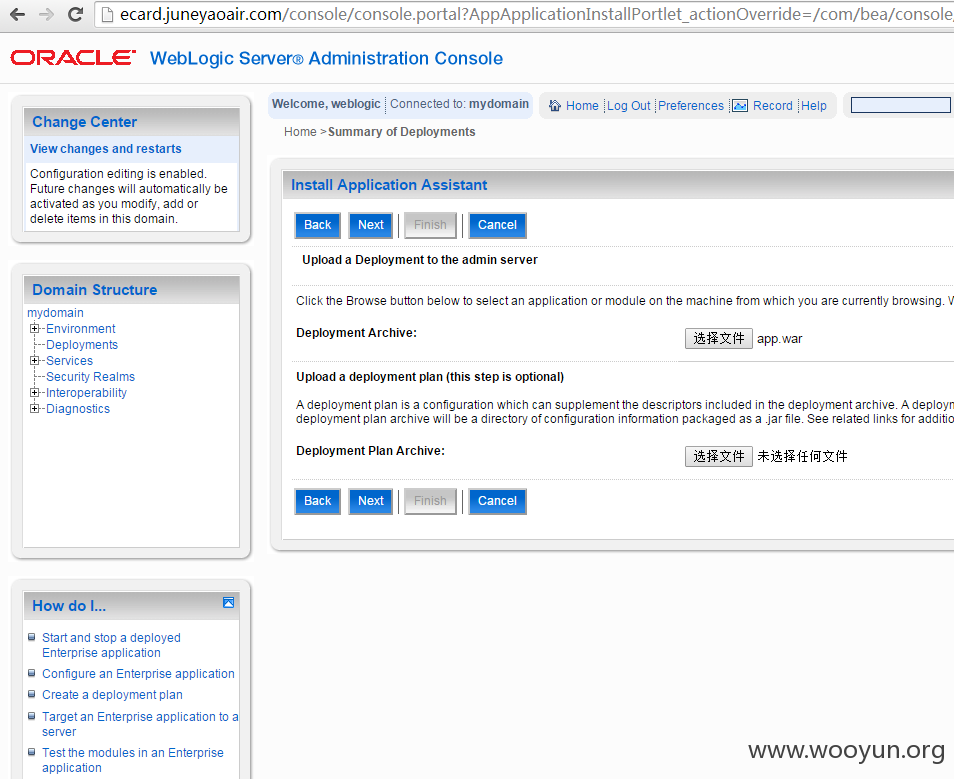 ecard.juneyaoair.com/console/console.portal?AppApplicationInstallPortlet_actionOverride=/com/bea/console
ORACLE WebLogic Server® Administration Console
Change Center
View changes and restarts
Configuration editing is enabled.
Future changes will automatically be
activated as you modify, add or
delete items in this domain.
Domain Structure
mydomain
Environment
Deployments
Services
Security Realms
Interoperability
Diagnostics
How do I...
Start and stop a deployed
Enterprise application
Configure an Enterprise application
Create a deployment plan
Target an Enterprise application to a
server
Test the modules in an Enterprise
application
Welcome, weblogic Connected to: mydomain Home Log Out Preferences Record Help
Home >Summary of Deployments
Install Application Assistant
Back Next Finish Cancel
Upload a Deployment to the admin server
Click the Browse button below to select an application or module on the machine from which you are currently browsing. W
Deployment Archive: 选择文件 app.war
Upload a deployment plan (this step is optional)
A deployment plan is a configuration which can supplement the descriptors included in the deployment archive. A deploym
deployment plan archive will be a directory of configuration information packaged as a .jar file. See related links for additio
Deployment Plan Archive: 选择文件 未选择任何文件
Back Next Finish Cancel
www.wooyun.org